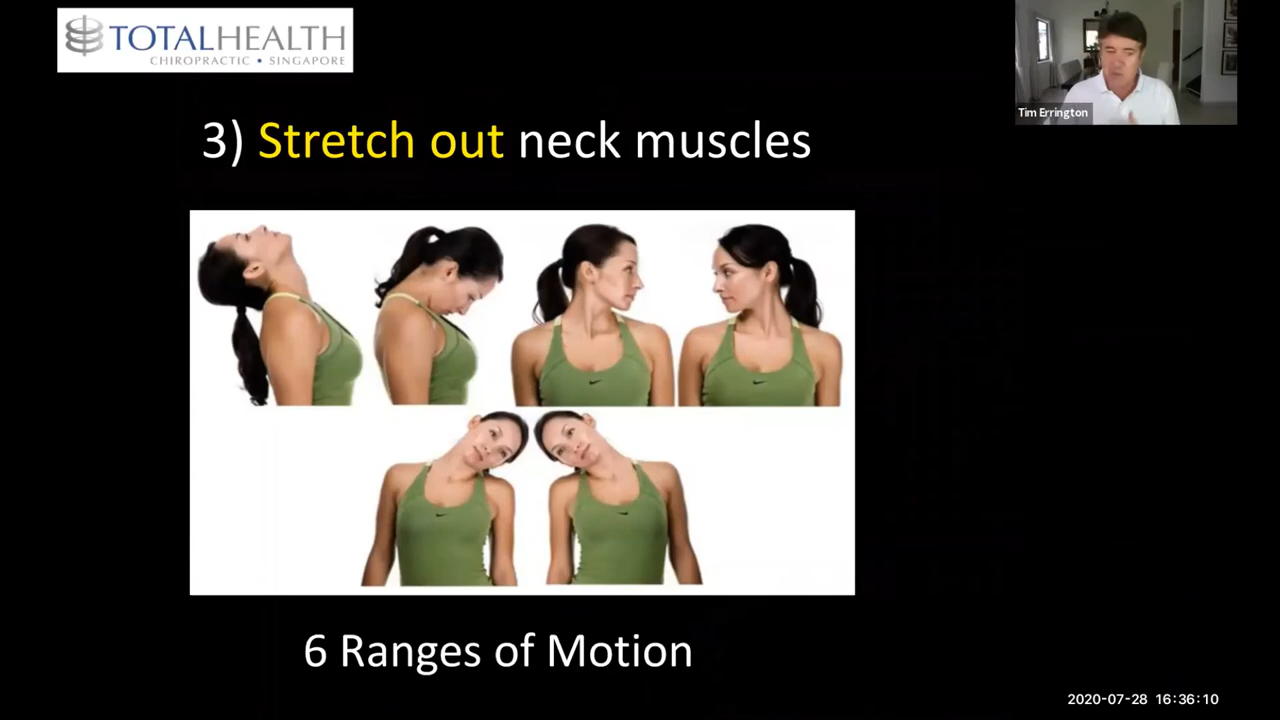 TOTALHEALTH
CHIROPRACTIC • SINGAPORE
Tim Errington
3) Stretch out neck muscles
6 Ranges of Motion
2020-07-28 16:36:10